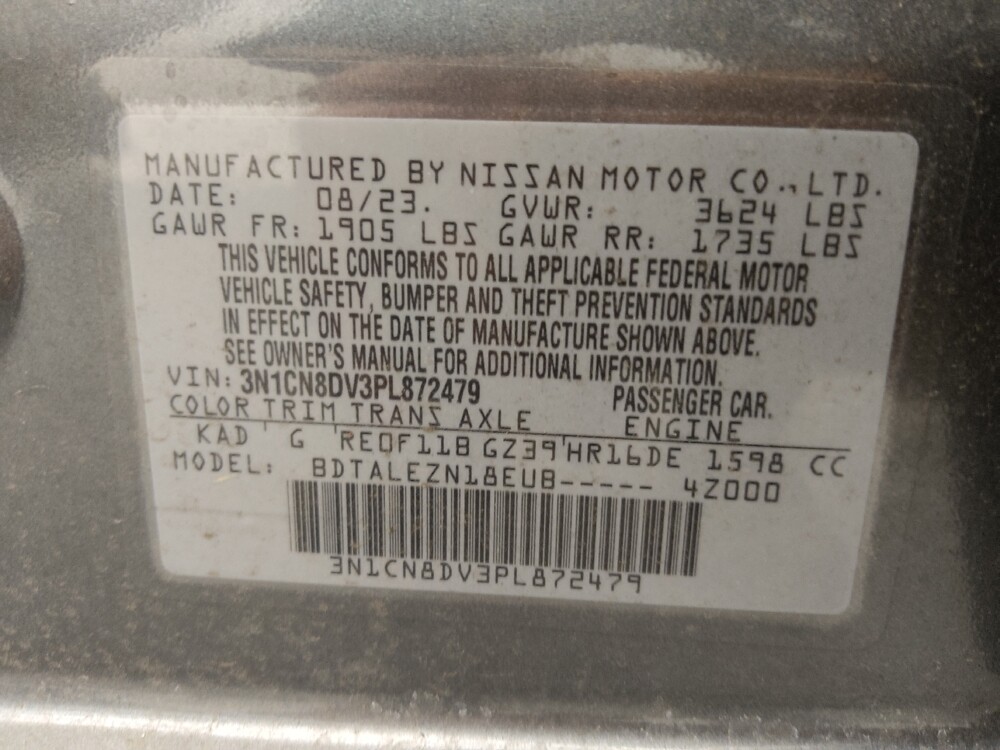 MANUFACTURED BY NISSAN MOTOR CO., LTD.
DATE: 08/23. GVWR: 3624 LBS
GAWR FR: 1905 LBS GAWR RR: 1735 LBS
THIS VEHICLE CONFORMS TO ALL APPLICABLE FEDERAL MOTOR
VEHICLE SAFETY, BUMPER AND THEFT PREVENTION STANDARDS
IN EFFECT ON THE DATE OF MANUFACTURE SHOWN ABOVE.
SEE OWNER'S MANUAL FOR ADDITIONAL INFORMATION.
VIN: 3N1CN8DV3PL872479 PASSENGER CAR.
COLOR TRIM TRANS AXLE ENGINE
KAD G RE0F11B GZ39 HR16DE 1598 CC
MODEL: BDTALEZN18EUB----- 4Z000
3N1CN8DV3PL872479